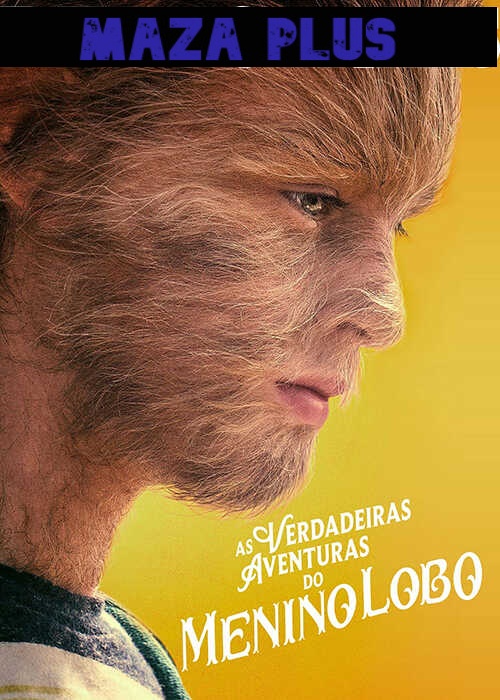 MAZA PLUS
AS VERDADEIRAS
AVENTURAS
DO
MENINO LOBO